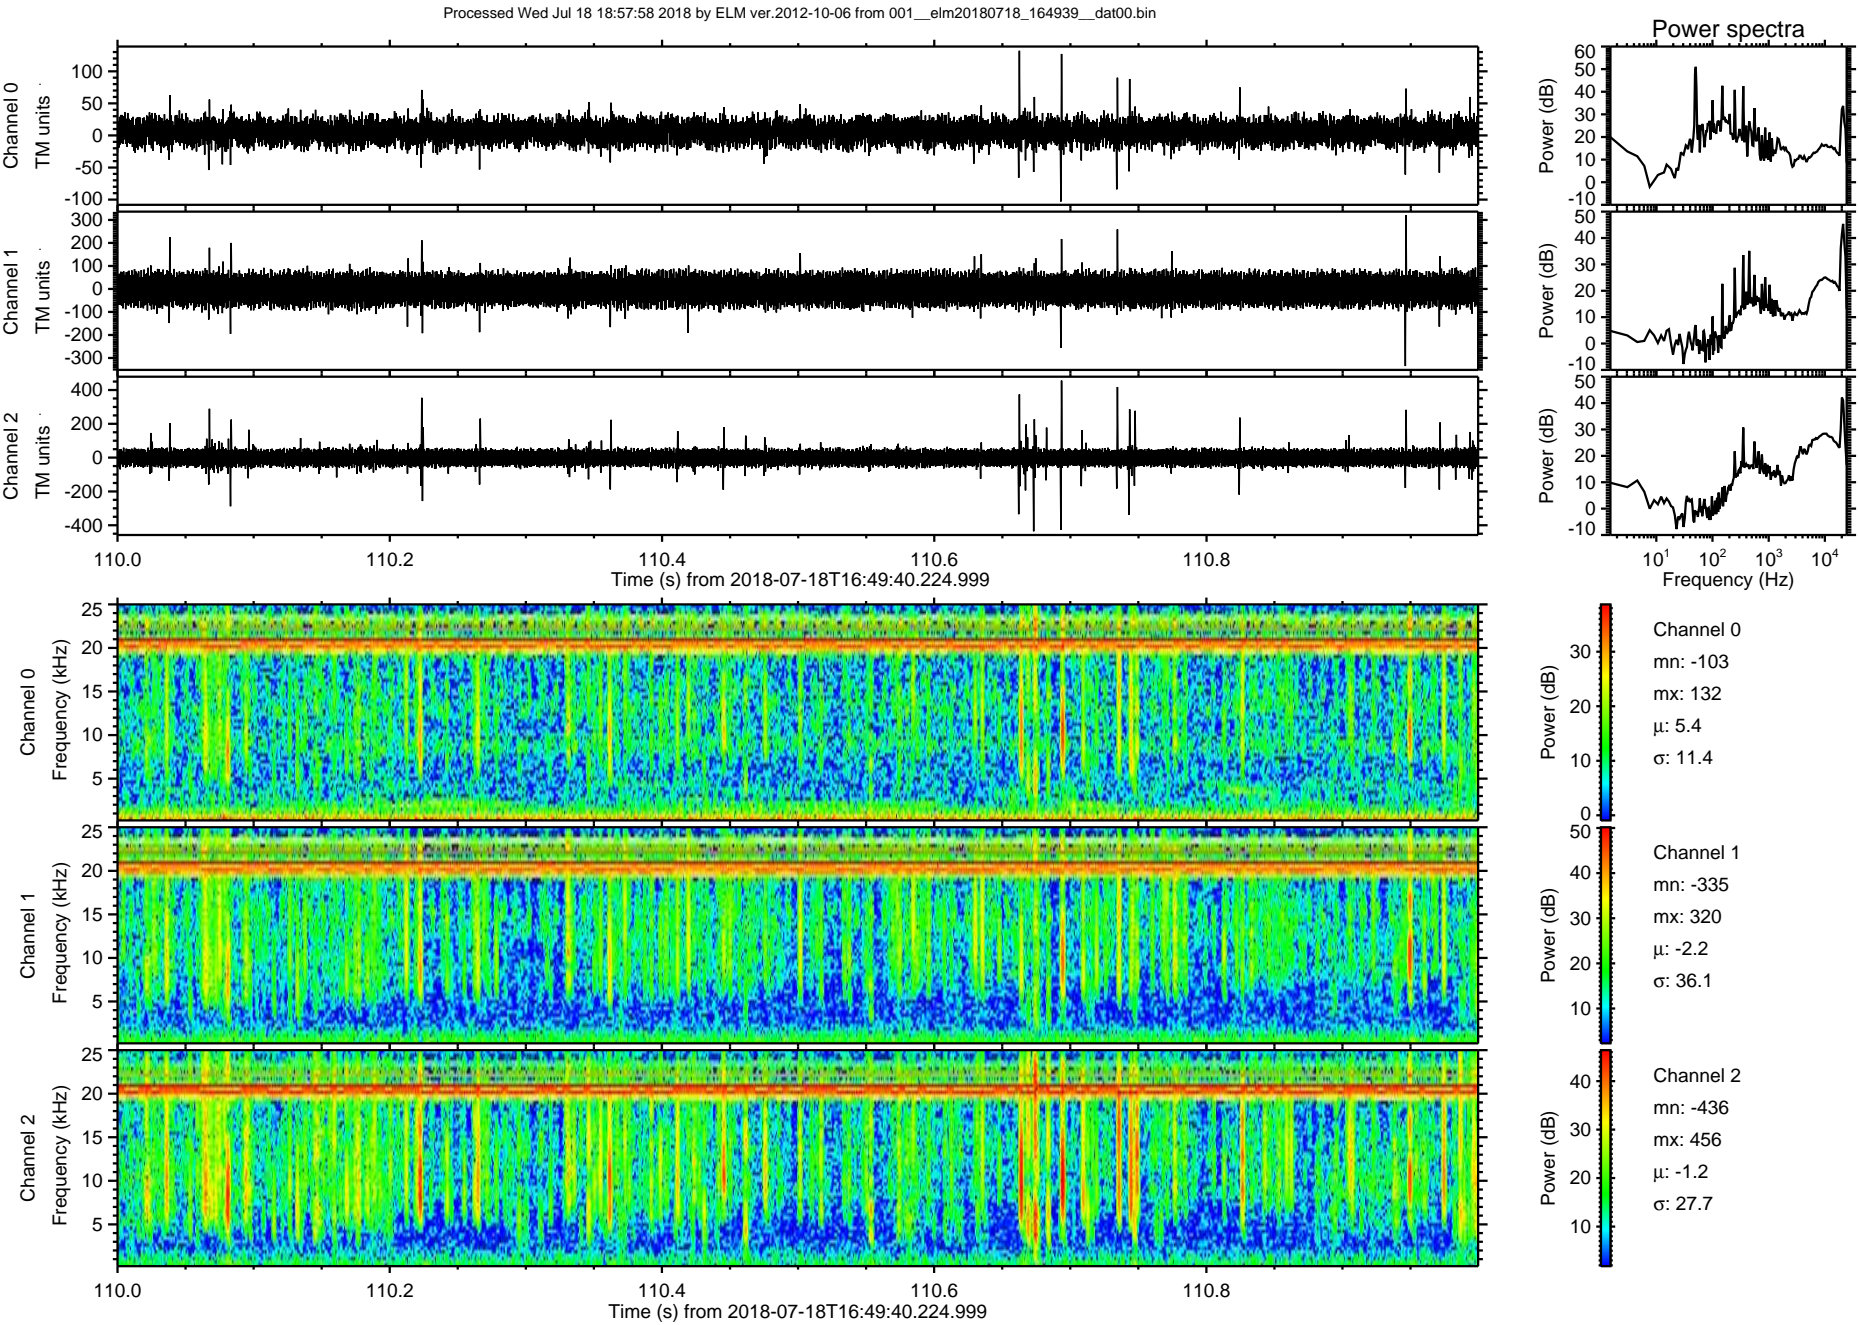 Processed Wed Jul 18 18:57:58 2018 by ELM ver.2012-10-06 from 001__elm20180718_164939__dat00.bin
Power spectra
Channel 0
TM units
100
50
0
-50
-100
Power (dB)
60
50
40
30
20
10
0
-10
Channel 1
TM units
300
200
100
0
-100
-200
-300
Power (dB)
50
40
30
20
10
0
-10
Channel 2
TM units
400
200
0
-200
-400
Power (dB)
50
40
30
20
10
0
-10
110.0 110.2 110.4 110.6 110.8
Time (s) from 2018-07-18T16:49:40.224.999
10¹ 10² 10³ 10⁴
Frequency (Hz)
Channel 0
Frequency (kHz)
25
20
15
10
5
Power (dB)
30
20
10
0
Channel 0
mn: -103
mx: 132
μ: 5.4
σ: 11.4
Channel 1
Frequency (kHz)
25
20
15
10
5
Power (dB)
50
40
30
20
10
Channel 1
mn: -335
mx: 320
μ: -2.2
σ: 36.1
Channel 2
Frequency (kHz)
25
20
15
10
5
Power (dB)
40
30
20
10
Channel 2
mn: -436
mx: 456
μ: -1.2
σ: 27.7
110.0 110.2 110.4 110.6 110.8
Time (s) from 2018-07-18T16:49:40.224.999